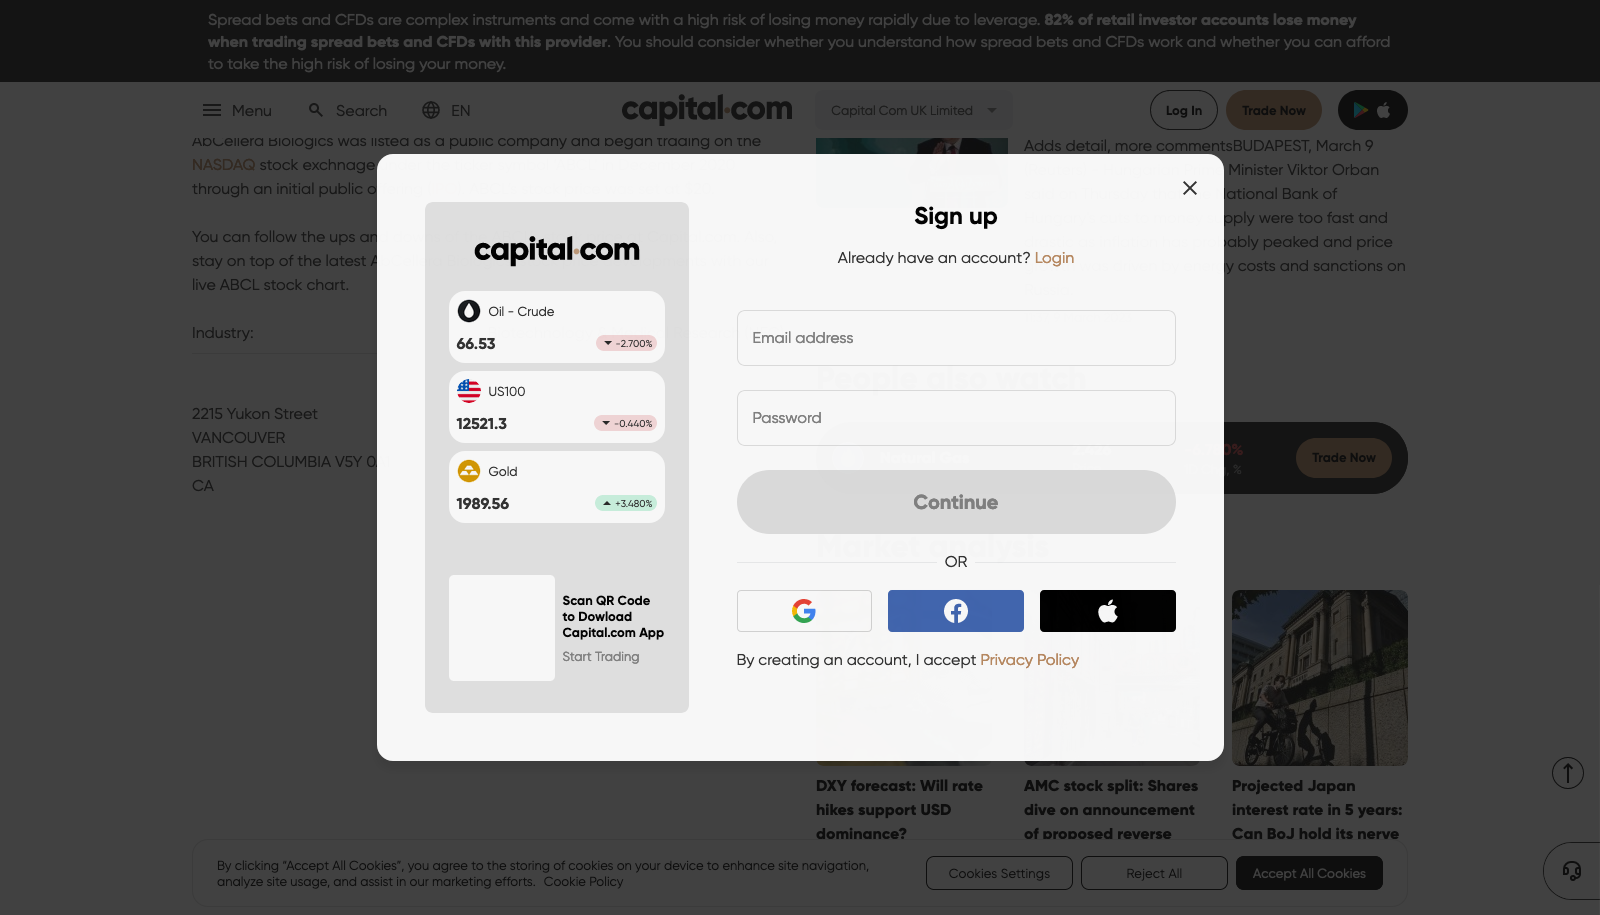 Spread bets and CFDs are complex instruments and come with a high risk of losing money rapidly due to leverage. 82% of retail investor accounts lose money
when trading spread bets and CFDs with this provider. You should consider whether you understand how spread bets and CFDs work and whether you can afford
to take the high risk of losing your money.
Menu
Search
EN
capital.com
Capital Com UK Limited
Log In
Trade Now
AbCellera Biologics was listed as a public company and began trading on the
NASDAQ stock exchnage
through an initial public
You can follow the ups
stay on top of the latest
live ABCL stock chart.
Industry:
2215 Yukon Street
VANCOUVER
BRITISH COLUMBIA V5Y
CA
Adds detail, more commentsBUDAPEST, March 9
Minister Viktor Orban
National Bank of
were too fast and
peaked and price
costs and sanctions on
capital.com
Oil - Crude
66.53
-2.700%
US100
12521.3
-0.440%
Gold
1989.56
+3.480%
Scan QR Code
to Dowload
Capital.com App
Start Trading
Sign up
Already have an account? Login
Email address
People also watch
Password
Continue
Market analysis
OR
By creating an account, I accept Privacy Policy
Trade Now
DXY forecast: Will rate
hikes support USD
dominance?
AMC stock split: Shares
dive on announcement
of proposed reverse
Projected Japan
interest rate in 5 years:
Can BoJ hold its nerve
By clicking "Accept All Cookies", you agree to the storing of cookies on your device to enhance site navigation,
analyze site usage, and assist in our marketing efforts. Cookie Policy
Cookies Settings
Reject All
Accept All Cookies